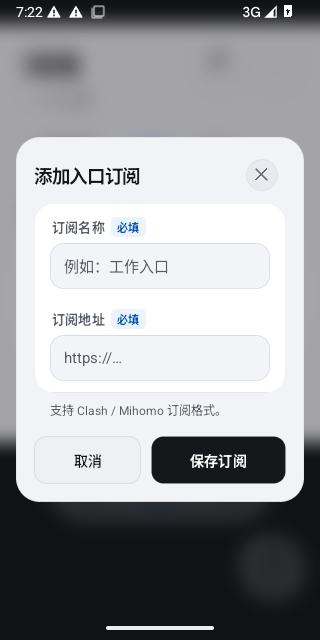 7:22
3G
添加入口订阅
订阅名称 必填
例如：工作入口
订阅地址 必填
https://...
支持 Clash / Mihomo 订阅格式。
取消
保存订阅